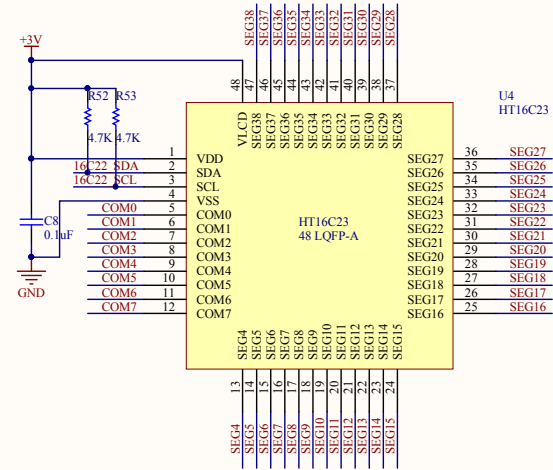 SEG38
SEG37
SEG36
SEG35
SEG34
SEG33
SEG32
SEG31
SEG30
SEG29
SEG28
+3V
48
47
46
45
44
43
42
41
40
39
38
37
R52
R53
4.7K
4.7K
U4
HT16C23
VLCD
SEG38
SEG37
SEG36
SEG35
SEG34
SEG33
SEG32
SEG31
SEG30
SEG29
SEG28
1 VDD
16C22_SDA 2 SDA
16C22_SCL 3 SCL
4 VSS
COM0 5 COM0
COM1 6 COM1
COM2 7 COM2
COM3 8 COM3
COM4 9 COM4
COM5 10 COM5
COM6 11 COM6
COM7 12 COM7
C8
0.1uF
GND
HT16C23
48 LQFP-A
SEG27 36 SEG27
SEG26 35 SEG26
SEG25 34 SEG25
SEG24 33 SEG24
SEG23 32 SEG23
SEG22 31 SEG22
SEG21 30 SEG21
SEG20 29 SEG20
SEG19 28 SEG19
SEG18 27 SEG18
SEG17 26 SEG17
SEG16 25 SEG16
SEG4
SEG5
SEG6
SEG7
SEG8
SEG9
SEG10
SEG11
SEG12
SEG13
SEG14
SEG15
13
14
15
16
17
18
19
20
21
22
23
24
SEG4
SEG5
SEG6
SEG7
SEG8
SEG9
SEG10
SEG11
SEG12
SEG13
SEG14
SEG15